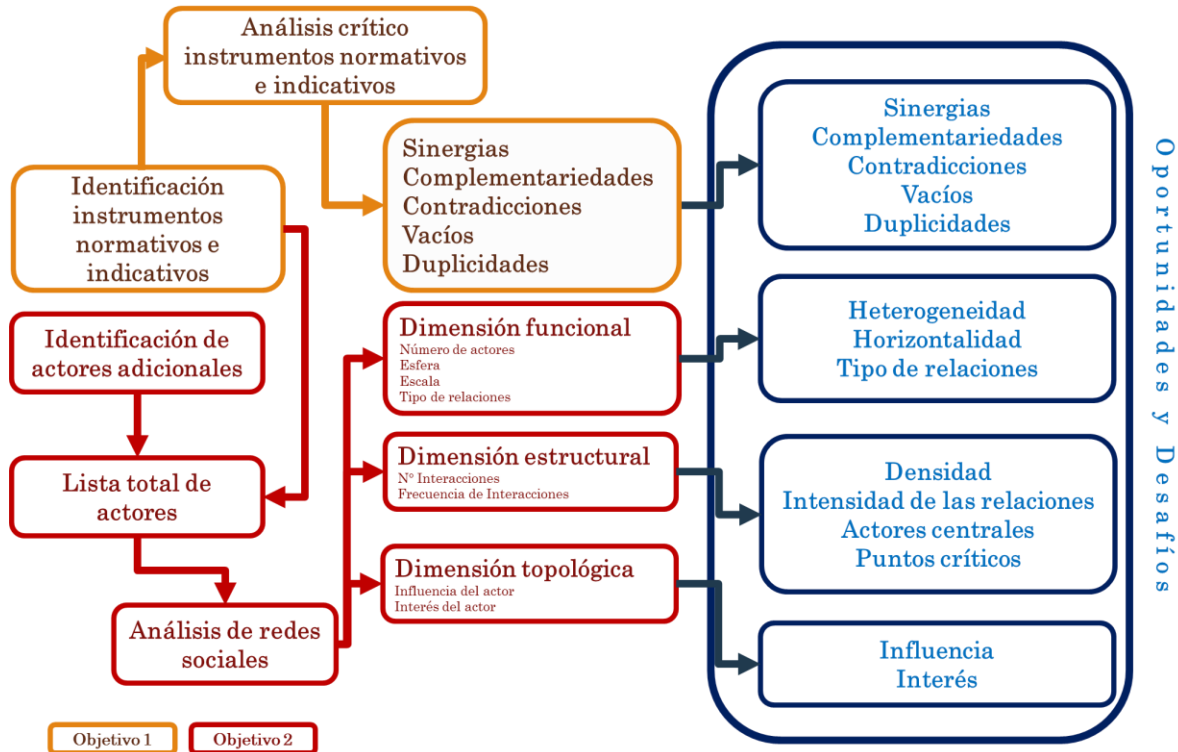 Análisis crítico
instrumentos normativos
e indicativos
Identificación
instrumentos
normativos e
indicativos
Sinergias
Complementariedades
Contradicciones
Vacíos
Duplicidades
Identificación de
actores adicionales
Lista total de
actores
Análisis de redes
sociales
Dimensión funcional
Número de actores
Esfera
Escala
Tipo de relaciones
Dimensión estructural
Nº Interacciones
Frecuencia de Interacciones
Dimensión topológica
Influencia del actor
Interés del actor
Sinergias
Complementariedades
Contradicciones
Vacíos
Duplicidades
Heterogeneidad
Horizontalidad
Tipo de relaciones
Densidad
Intensidad de las relaciones
Actores centrales
Puntos críticos
Influencia
Interés
Oportunidades y Desafíos
Objetivo 1
Objetivo 2